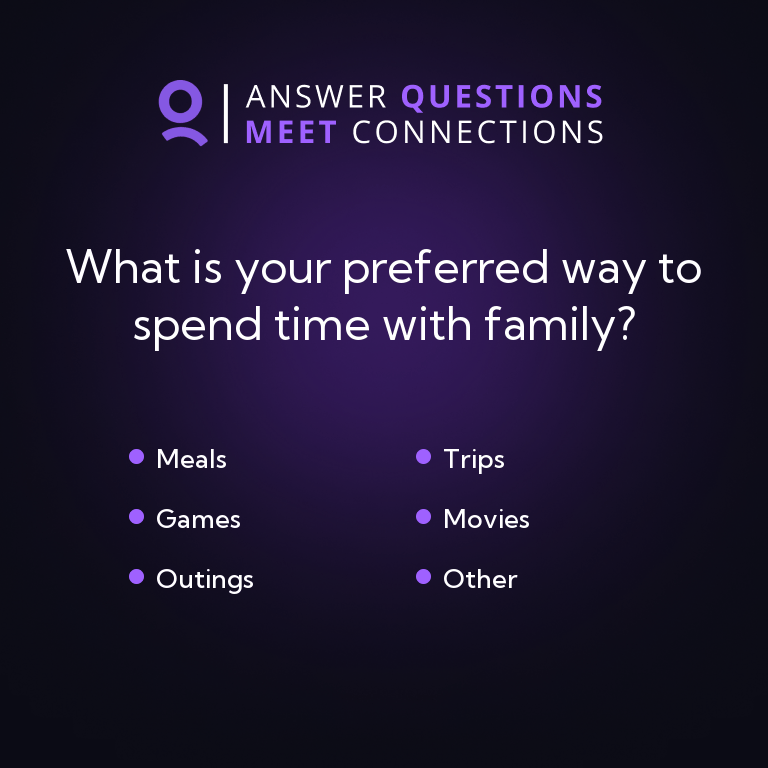 ANSWER QUESTIONS
MEET CONNECTIONS
What is your preferred way to
spend time with family?
Meals
Games
Outings
Trips
Movies
Other